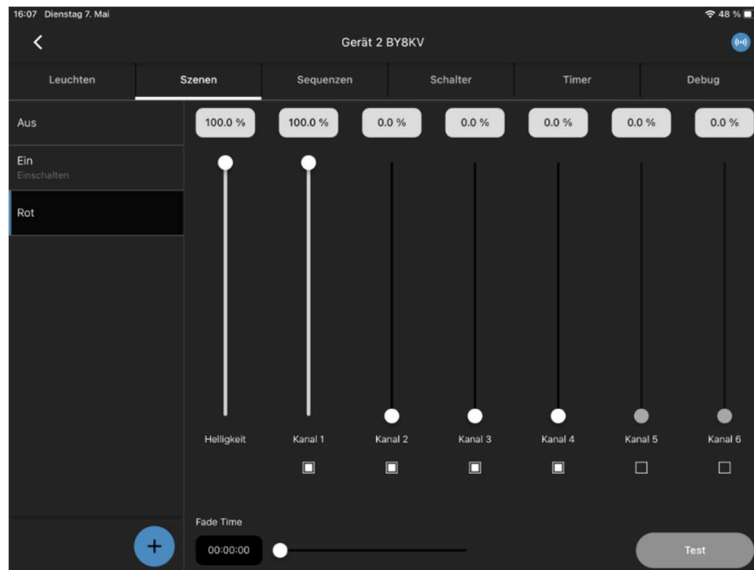 16:07 Dienstag 7. Mai 48 %
Gerät 2 BY8KV
Leuchten Szenen Sequenzen Schalter Timer Debug
Aus
Ein
Einschalten
Rot
100.0 % 100.0 % 0.0 % 0.0 % 0.0 % 0.0 % 0.0 %
Helligkeit Kanal 1 Kanal 2 Kanal 3 Kanal 4 Kanal 5 Kanal 6
Fade Time
00:00:00
Test